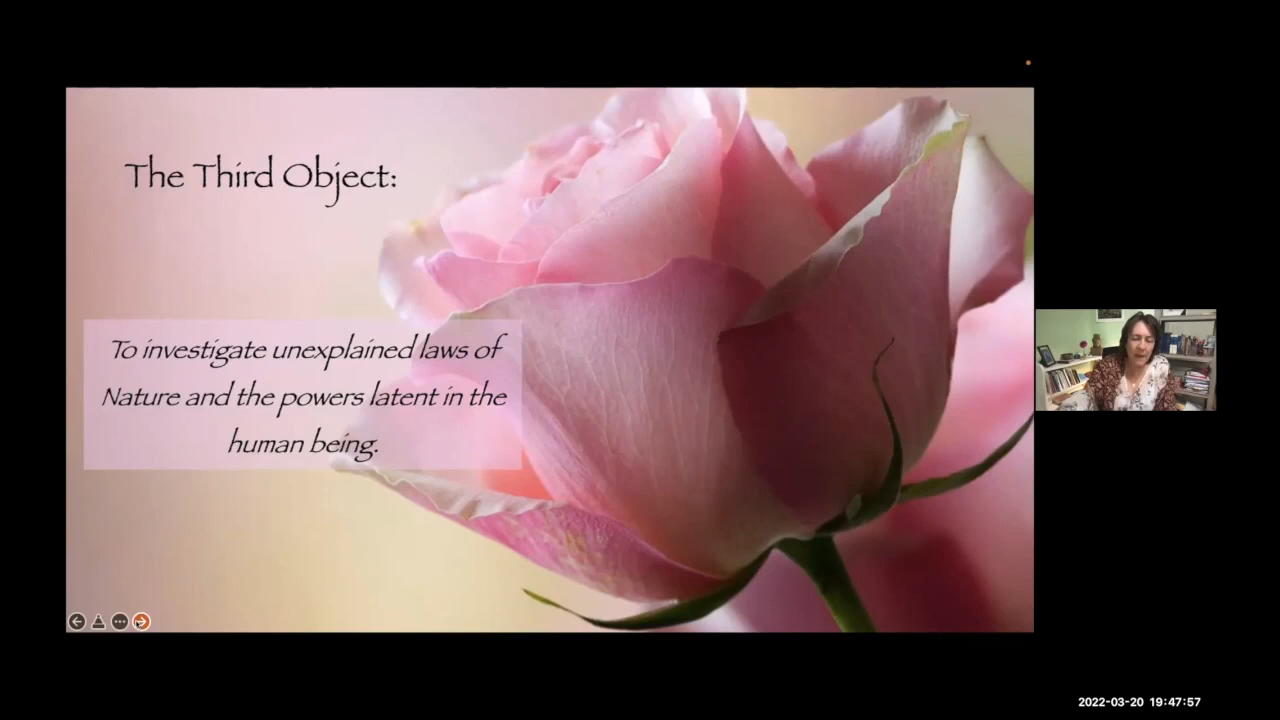 The Third Object:
To investigate unexplained laws of
Nature and the powers latent in the
human being.
2022-03-20 19:47:57